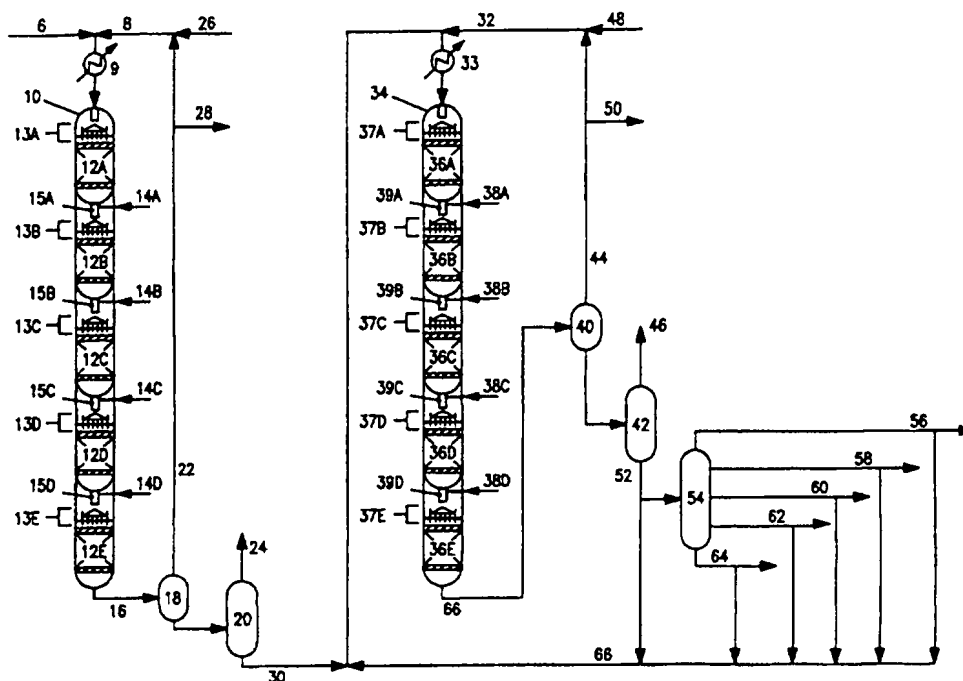 6
8
26
32
48
9
33
10
28
34
50
13A
12A
37A
36A
15A
14A
39A
38A
13B
12B
37B
36B
44
15B
14B
39B
38B
13C
12C
37C
36C
40
46
15C
14C
39C
38C
13D
12D
37D
36D
42
56
22
52
58
15D
14D
39D
38D
54
60
13E
12E
37E
36E
62
24
64
16
18
20
66
30
66